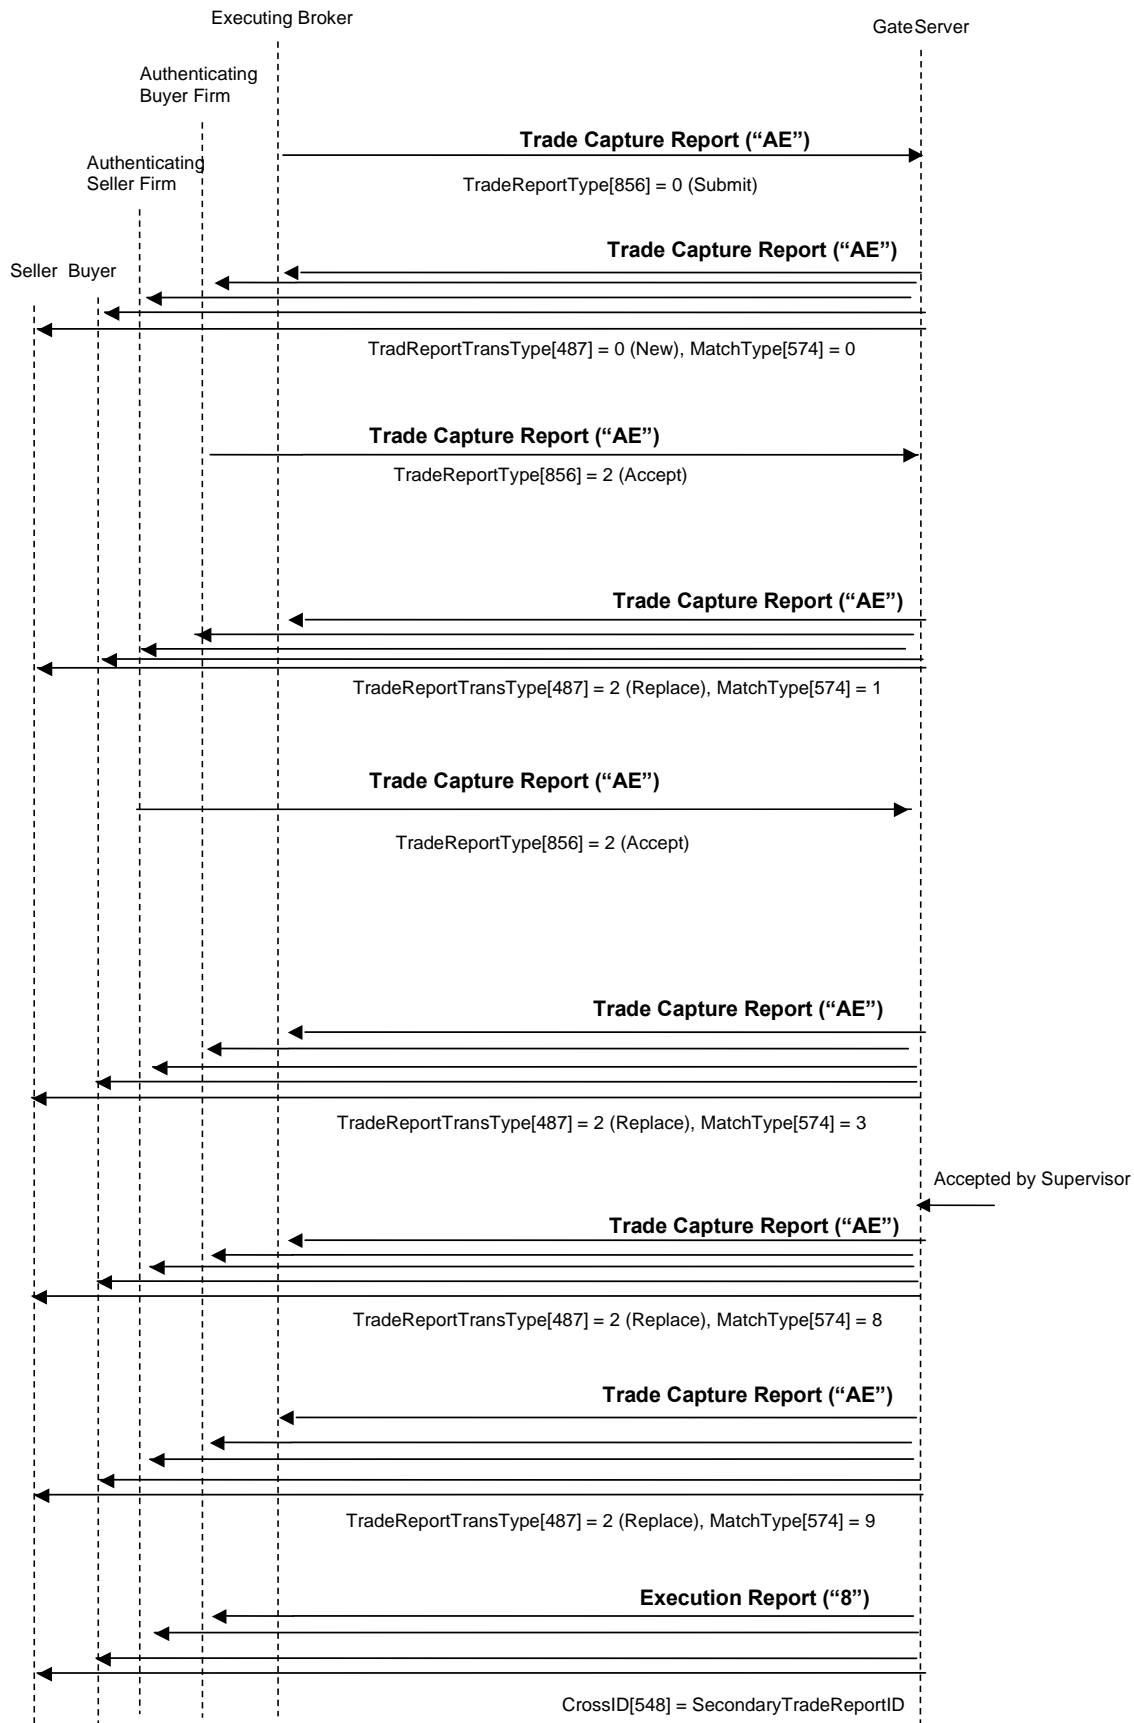 Executing Broker
GateServer
Authenticating
Buyer Firm
Trade Capture Report (“AE”)
Authenticating
Seller Firm
TradeReportType[856] = 0 (Submit)
Trade Capture Report (“AE”)
Seller Buyer
TradReportTransType[487] = 0 (New), MatchType[574] = 0
Trade Capture Report (“AE”)
TradeReportType[856] = 2 (Accept)
Trade Capture Report (“AE”)
TradeReportTransType[487] = 2 (Replace), MatchType[574] = 1
Trade Capture Report (“AE”)
TradeReportType[856] = 2 (Accept)
Trade Capture Report (“AE”)
TradeReportTransType[487] = 2 (Replace), MatchType[574] = 3
Accepted by Supervisor
Trade Capture Report (“AE”)
TradeReportTransType[487] = 2 (Replace), MatchType[574] = 8
Trade Capture Report (“AE”)
TradeReportTransType[487] = 2 (Replace), MatchType[574] = 9
Execution Report (“8”)
CrossID[548] = SecondaryTradeReportID